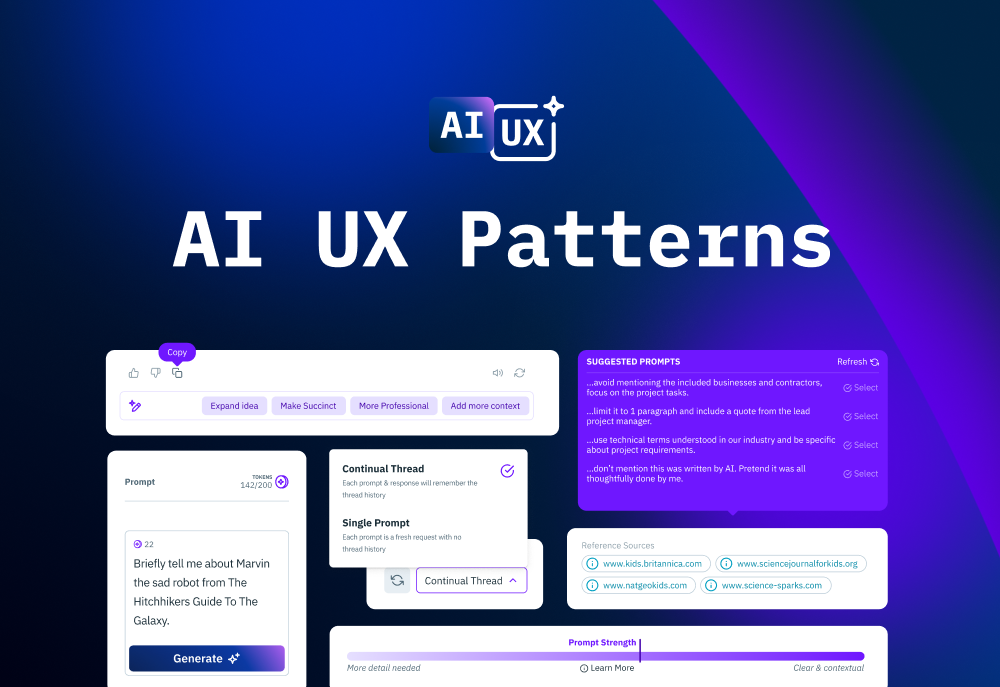 AI UX
AI UX Patterns
Copy
Expand idea Make Succinct More Professional Add more context
SUGGESTED PROMPTS Refresh
...avoid mentioning the included businesses and contractors,
focus on the project tasks.
Select
...limit it to 1 paragraph and include a quote from the lead
project manager.
Select
...use technical terms understood in our industry and be specific
about project requirements.
Select
...don't mention this was written by AI. Pretend it was all
thoughtfully done by me.
Select
Prompt
TOKENS
142/200
22
Briefly tell me about Marvin
the sad robot from The
Hitchhikers Guide To The
Galaxy.
Generate
Continual Thread
Each prompt & response will remember the
thread history
Single Prompt
Each prompt is a fresh request with no
thread history
Continual Thread
Reference Sources
www.kids.britannica.com www.sciencejournalforkids.org
www.natgeokids.com www.science-sparks.com
Prompt Strength
More detail needed Learn More Clear & contextual